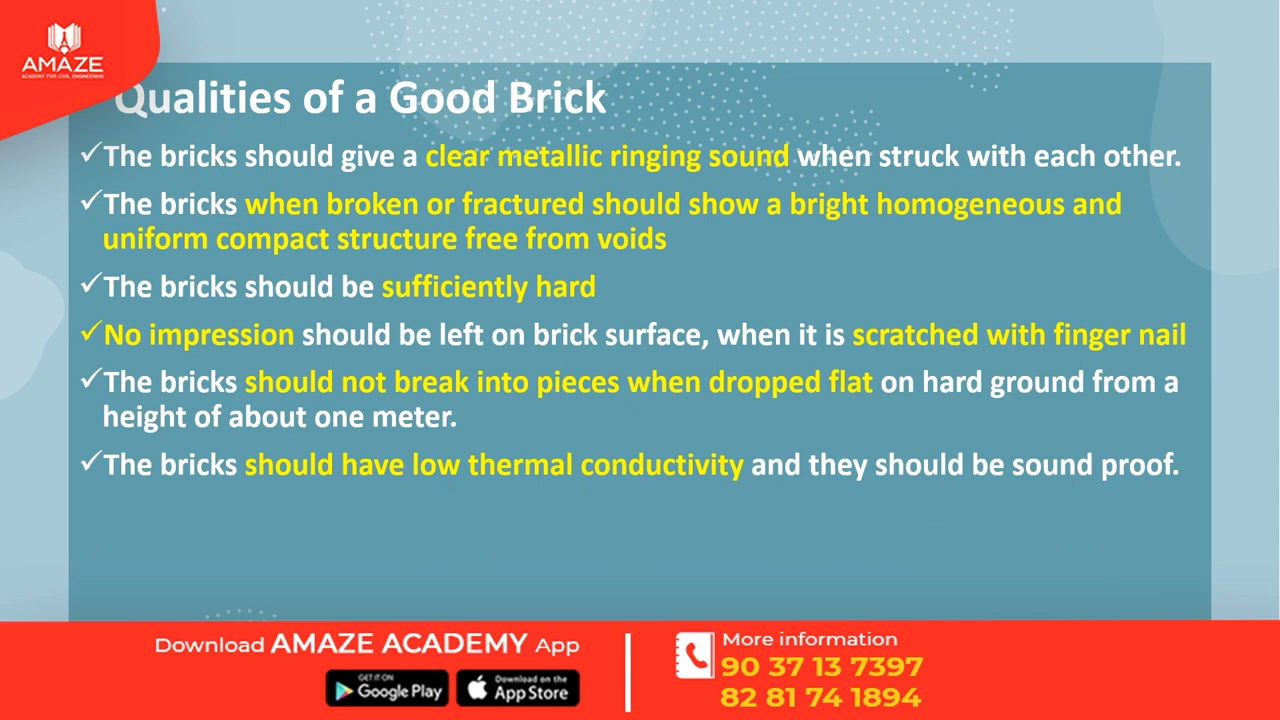 AMAZE
ACADEMY FOR CIVIL ENGINEERING
Qualities of a Good Brick
✓The bricks should give a clear metallic ringing sound when struck with each other.
✓The bricks when broken or fractured should show a bright homogeneous and
uniform compact structure free from voids
✓The bricks should be sufficiently hard
✓No impression should be left on brick surface, when it is scratched with finger nail
✓The bricks should not break into pieces when dropped flat on hard ground from a
height of about one meter.
✓The bricks should have low thermal conductivity and they should be sound proof.
Download AMAZE ACADEMY App
GET IT ON
Google Play
Download on the
App Store
More information
90 37 13 7397
82 81 74 1894